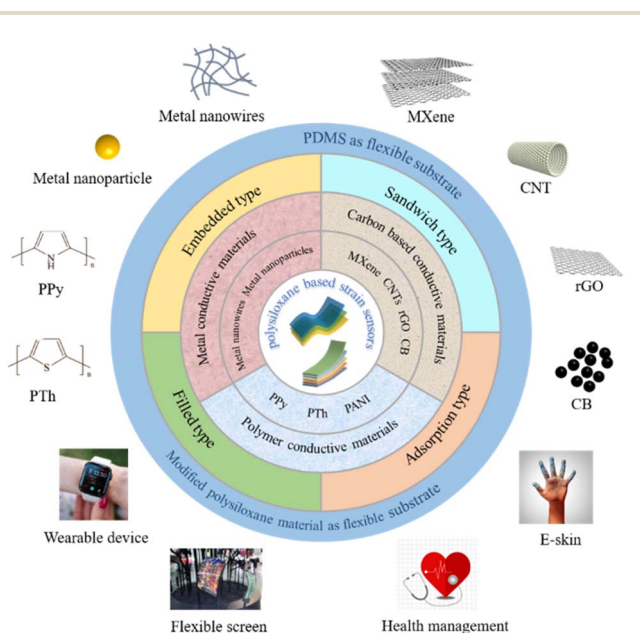 Metal nanowires
MXene
Metal nanoparticle
CNT
PPy
N
H
n
rGO
PTh
S
n
CB
Wearable device
E-skin
Flexible screen
Health management
PDMS as flexible substrate
Modified polysiloxane material as flexible substrate
Embedded type
Sandwich type
Filled type
Adsorption type
Metal conductive materials
Carbon based conductive materials
Polymer conductive materials
Metal nanowires Metal nanoparticles
MXene CNTs rGO CB
PPy PTh PANI
polysiloxane based strain sensors